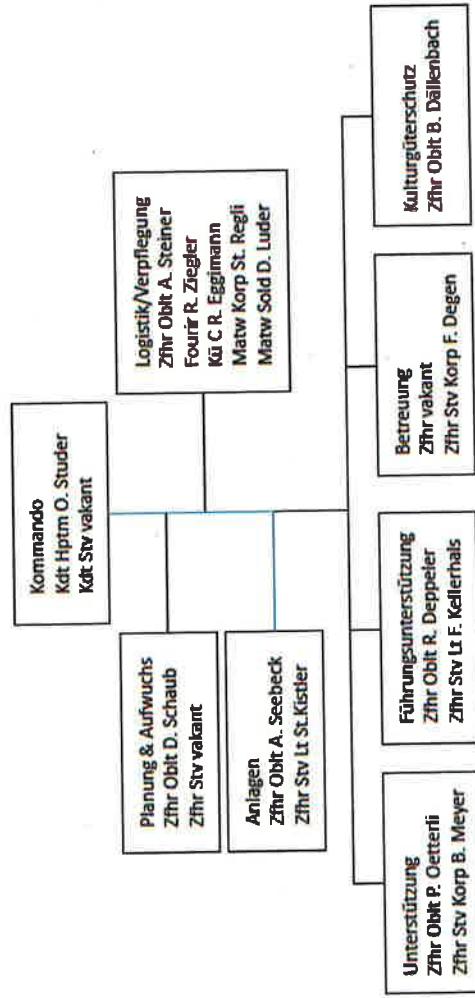 Kommando
Kdt Hptm O. Studer
Kdt Stv vakant
Planung & Aufwuchs
Zfhr Oblt D. Schaub
Zfhr Stv vakant
Logistik/Verpflegung
Zfhr Oblt A. Steiner
Fourir R. Ziegler
Kü C R. Eggimann
Matw Korp St. Regli
Matw Sold D. Luder
Anlagen
Zfhr Oblt A. Seebeck
Zfhr Stv Lt St.Kistler
Unterstützung
Zfhr Oblt P. Oetterli
Zfhr Stv Korp B. Meyer
Führungsunterstützung
Zfhr Oblt R. Deppeler
Zfhr Stv Lt F. Kellerhals
Betreuung
Zfhr vakant
Zfhr Stv Korp F. Degen
Kulturgüterschutz
Zfhr Oblt B. Dällenbach